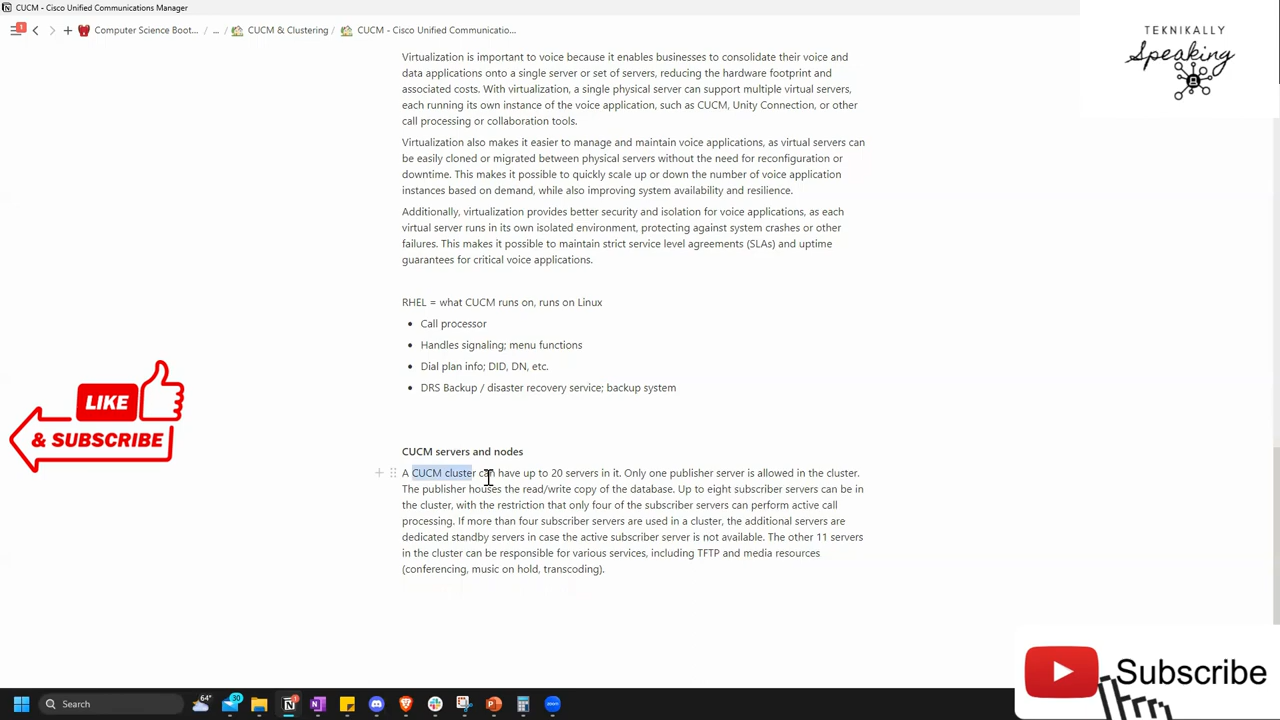 CUCM - Cisco Unified Communications Manager
1
Computer Science Boot... / ... / CUCM & Clustering / CUCM - Cisco Unified Communicatio...
TEKNIKALLY
Speaking
Virtualization is important to voice because it enables businesses to consolidate their voice and
data applications onto a single server or set of servers, reducing the hardware footprint and
associated costs. With virtualization, a single physical server can support multiple virtual servers,
each running its own instance of the voice application, such as CUCM, Unity Connection, or other
call processing or collaboration tools.
Virtualization also makes it easier to manage and maintain voice applications, as virtual servers can
be easily cloned or migrated between physical servers without the need for reconfiguration or
downtime. This makes it possible to quickly scale up or down the number of voice application
instances based on demand, while also improving system availability and resilience.
Additionally, virtualization provides better security and isolation for voice applications, as each
virtual server runs in its own isolated environment, protecting against system crashes or other
failures. This makes it possible to maintain strict service level agreements (SLAs) and uptime
guarantees for critical voice applications.
RHEL = what CUCM runs on, runs on Linux
• Call processor
• Handles signaling; menu functions
• Dial plan info; DID, DN, etc.
• DRS Backup / disaster recovery service; backup system
LIKE
& SUBSCRIBE
CUCM servers and nodes
A CUCM cluster can have up to 20 servers in it. Only one publisher server is allowed in the cluster.
The publisher houses the read/write copy of the database. Up to eight subscriber servers can be in
the cluster, with the restriction that only four of the subscriber servers can perform active call
processing. If more than four subscriber servers are used in a cluster, the additional servers are
dedicated standby servers in case the active subscriber server is not available. The other 11 servers
in the cluster can be responsible for various services, including TFTP and media resources
(conferencing, music on hold, transcoding).
Subscribe
Search
64°
30
zoom